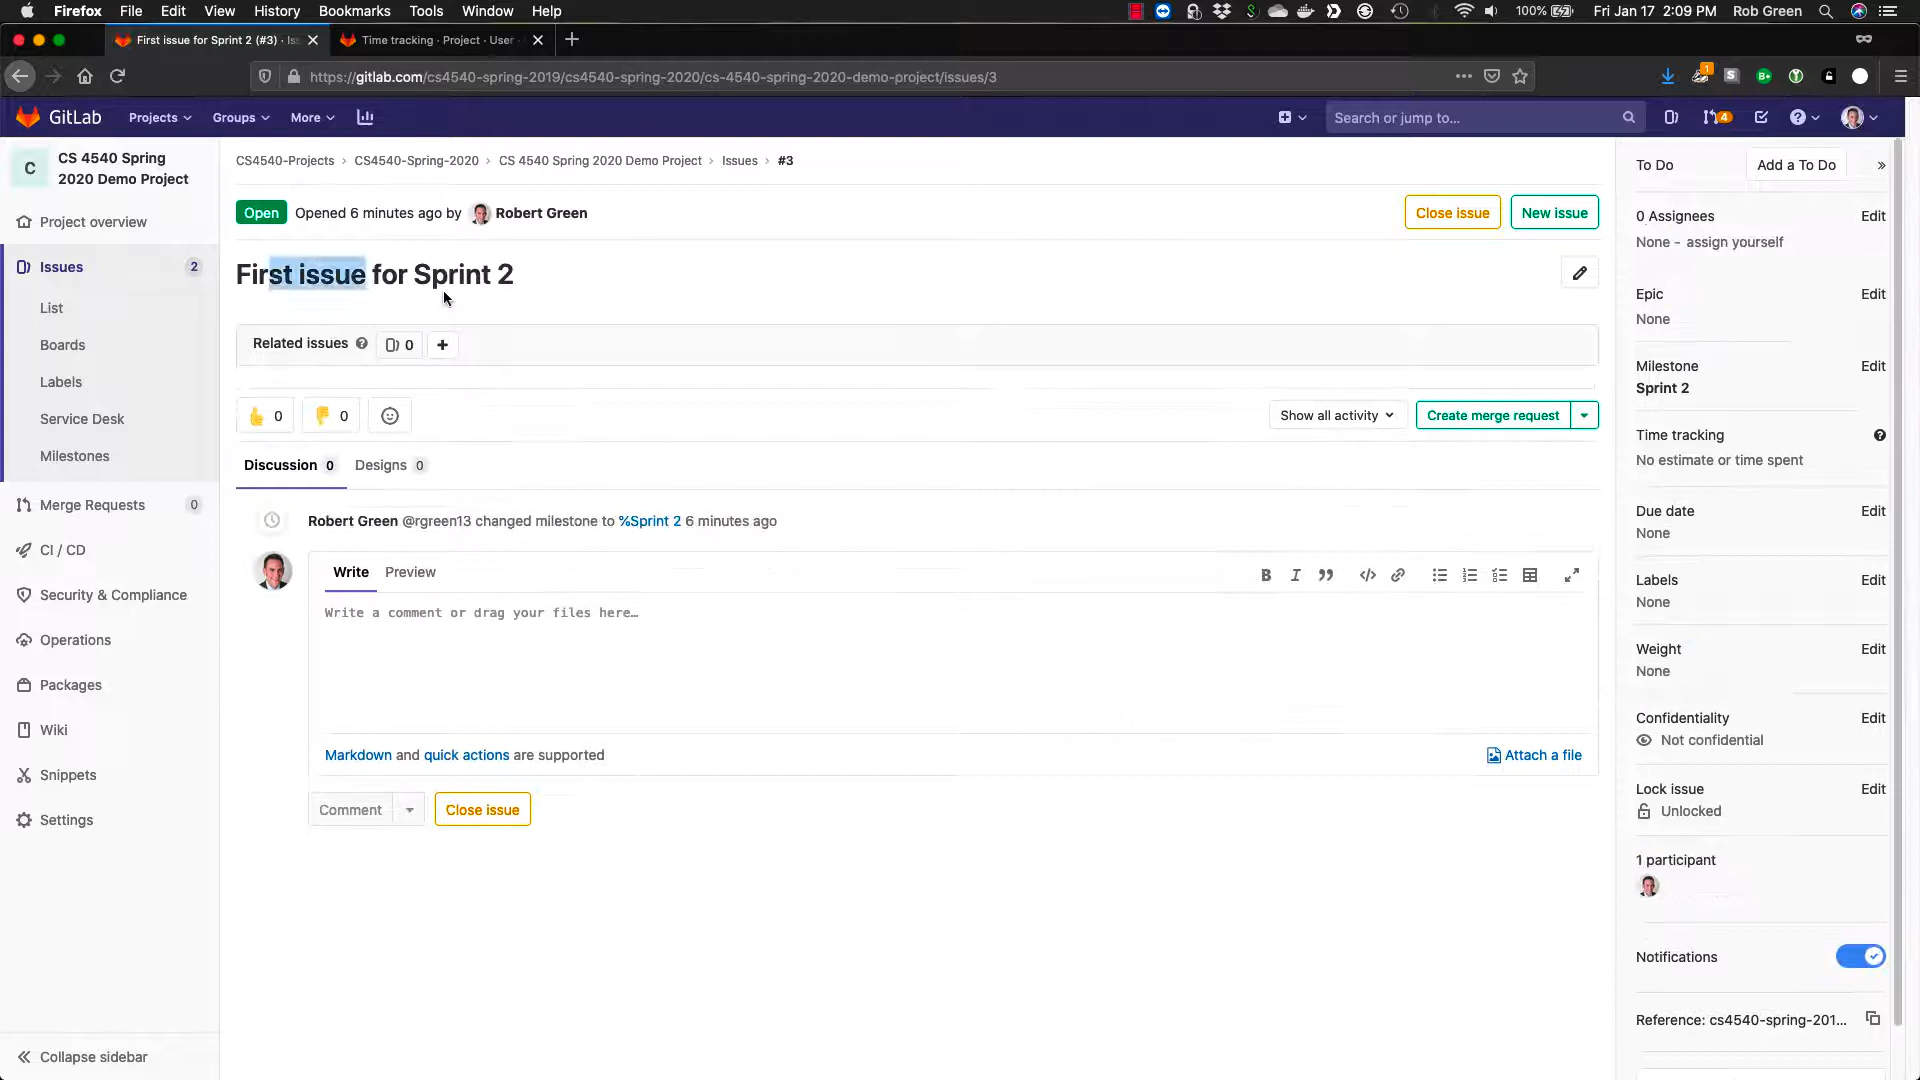 Firefox File Edit View History Bookmarks Tools Window Help 100% Fri Jan 17 2:09 PM Rob Green
First issue for Sprint 2 (#3) · Is Time tracking · Project · User
https://gitlab.com/cs4540-spring-2019/cs4540-spring-2020/cs-4540-spring-2020-demo-project/issues/3
1
GitLab Projects Groups More Search or jump to... 4
C CS 4540 Spring 2020 Demo Project
Project overview
Issues 2
List
Boards
Labels
Service Desk
Milestones
Merge Requests 0
CI / CD
Security & Compliance
Operations
Packages
Wiki
Snippets
Settings
Collapse sidebar
CS4540-Projects › CS4540-Spring-2020 › CS 4540 Spring 2020 Demo Project › Issues › #3
Open Opened 6 minutes ago by Robert Green Close issue New issue
First issue for Sprint 2
Related issues 0
0 0 Show all activity Create merge request
Discussion 0 Designs 0
Robert Green @rgreen13 changed milestone to %Sprint 2 6 minutes ago
Write Preview
Write a comment or drag your files here…
Markdown and quick actions are supported Attach a file
Comment Close issue
To Do Add a To Do
0 Assignees Edit
None - assign yourself
Epic Edit
None
Milestone Edit
Sprint 2
Time tracking
No estimate or time spent
Due date Edit
None
Labels Edit
None
Weight Edit
None
Confidentiality Edit
Not confidential
Lock issue Edit
Unlocked
1 participant
Notifications
Reference: cs4540-spring-201...